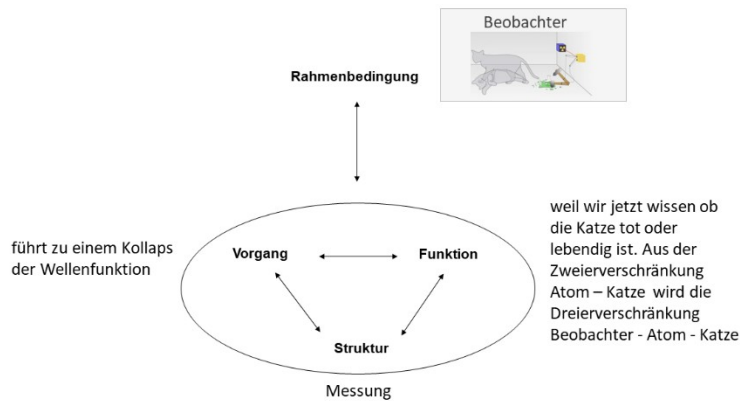 Beobachter
Rahmenbedingung
führt zu einem Kollaps
der Wellenfunktion
Vorgang
Funktion
Struktur
weil wir jetzt wissen ob
die Katze tot oder
lebendig ist. Aus der
Zweierverschränkung
Atom – Katze wird die
Dreierverschränkung
Beobachter - Atom - Katze
Messung